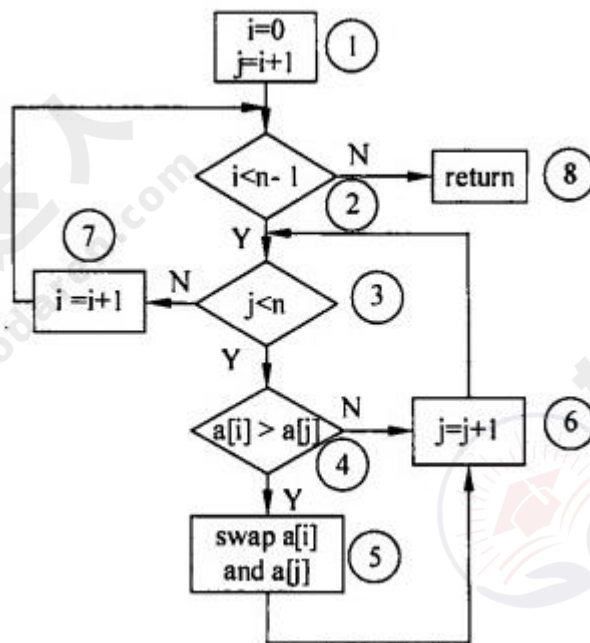 i=0
j=i+1
1
i<n- 1
N
return
8
2
7
Y
i =i+1
N
j<n
3
Y
a[i] > a[j]
N
j=j+1
6
4
Y
swap a[i]
and a[j]
5